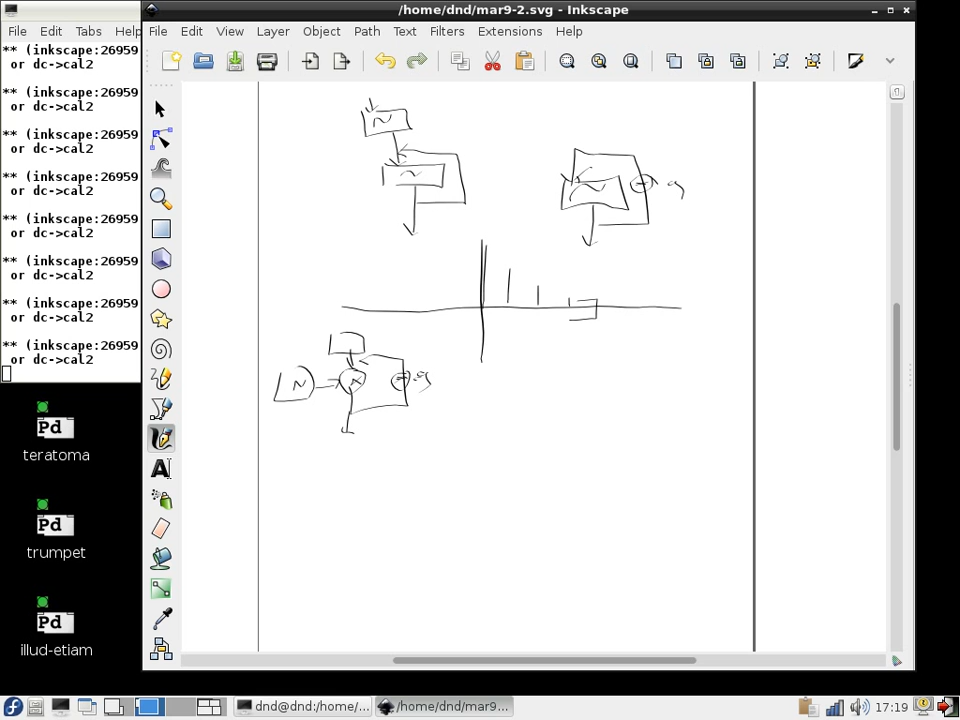 /home/dnd/mar9-2.svg - Inkscape
File Edit Tabs Help
File Edit View Layer Object Path Text Filters Extensions Help
** (inkscape:26959
or dc->cal2
** (inkscape:26959
or dc->cal2
** (inkscape:26959
or dc->cal2
** (inkscape:26959
or dc->cal2
** (inkscape:26959
or dc->cal2
** (inkscape:26959
or dc->cal2
** (inkscape:26959
or dc->cal2
** (inkscape:26959
or dc->cal2
Pd
teratoma
Pd
trumpet
Pd
illud-etiam
A
~
~
~
g
N
x
g
dnd@dnd:/home/...
/home/dnd/mar9...
17:19